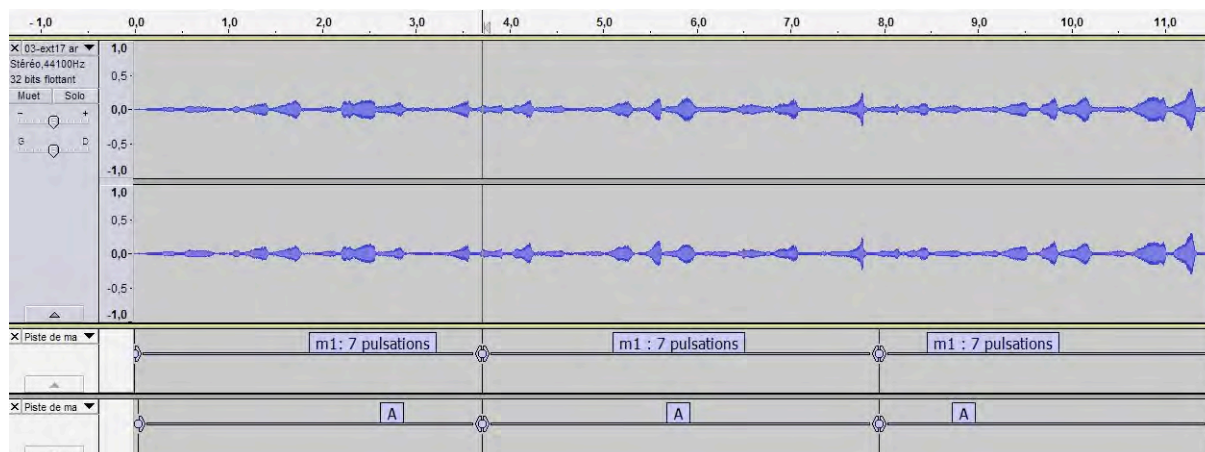 - 1,0 0,0 1,0 2,0 3,0 4,0 5,0 6,0 7,0 8,0 9,0 10,0 11,0
03-ext17 ar
Stéréo,44100Hz
32 bits flottant
Muet Solo
- +
G D
1,0
0,5
0,0
-0,5
-1,0
1,0
0,5
0,0
-0,5
-1,0
Piste de ma
m1: 7 pulsations m1 : 7 pulsations m1 : 7 pulsations
Piste de ma
A A A